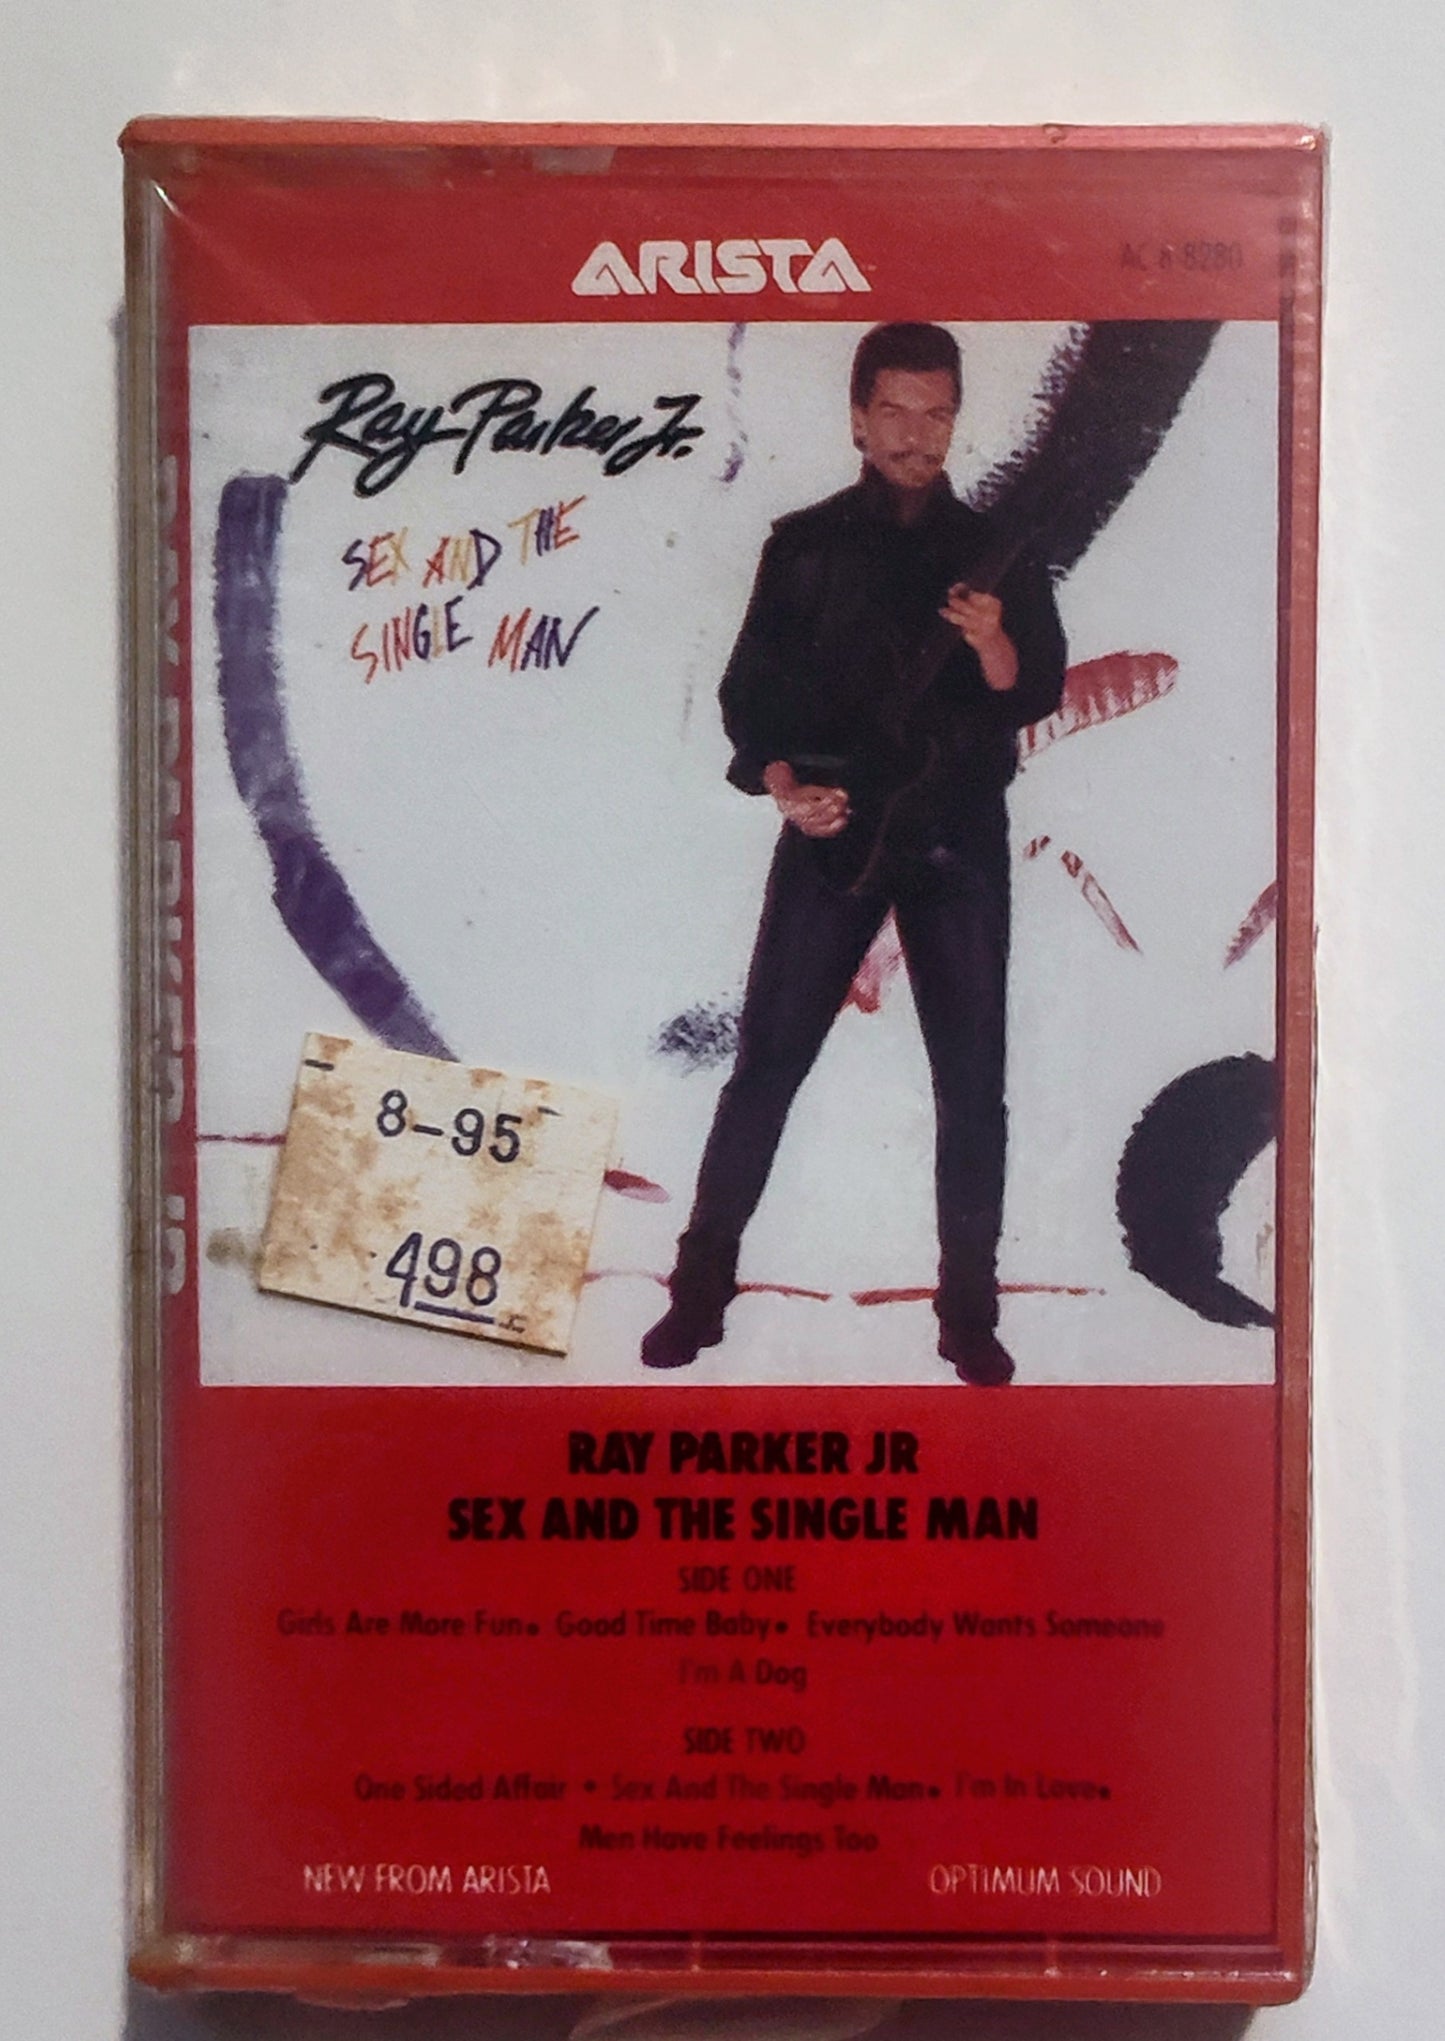 ARISTA
AC 8-8280
Ray Parker Jr.
SEX AND THE
SINGLE MAN
8-95
498
RAY PARKER JR
SEX AND THE SINGLE MAN
SIDE ONE
Girls Are More Fun • Good Time Baby • Everybody Wants Someone
I'm A Dog
SIDE TWO
One Sided Affair • Sex And The Single Man • I'm In Love •
Men Have Feelings Too
NEW FROM ARISTA
OPTIMUM SOUND